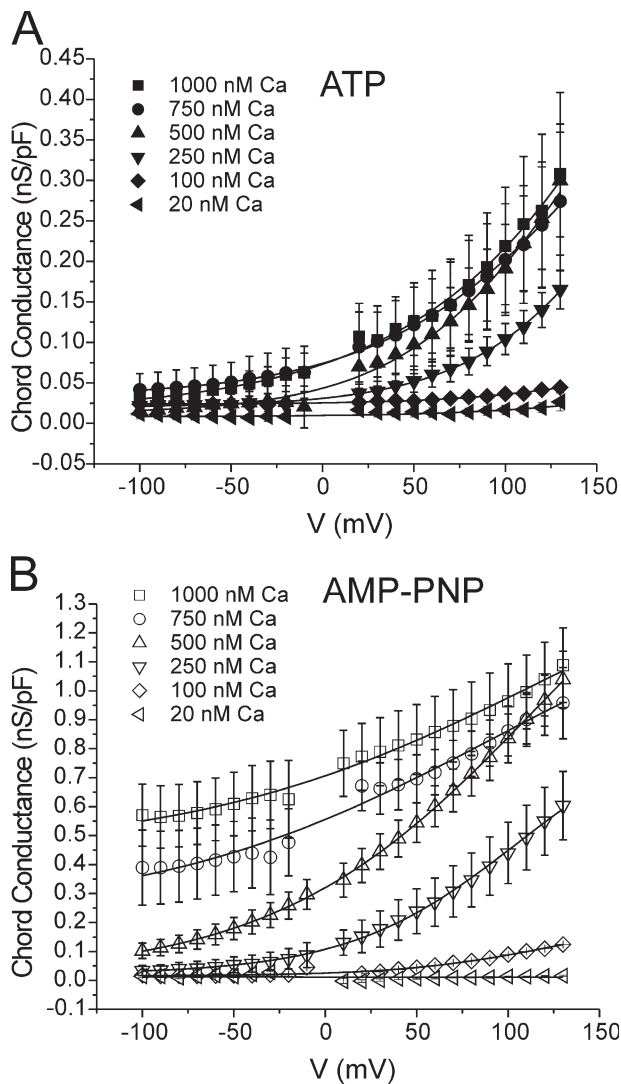 A
ATP
1000 nM Ca
750 nM Ca
500 nM Ca
250 nM Ca
100 nM Ca
20 nM Ca
Chord Conductance (nS/pF)
0.45
0.40
0.35
0.30
0.25
0.20
0.15
0.10
0.05
0.00
-0.05
-100 -50 0 50 100 150
V (mV)
B
AMP-PNP
1000 nM Ca
750 nM Ca
500 nM Ca
250 nM Ca
100 nM Ca
20 nM Ca
Chord Conductance (nS/pF)
1.3
1.2
1.1
1.0
0.9
0.8
0.7
0.6
0.5
0.4
0.3
0.2
0.1
0.0
-0.1
-100 -50 0 50 100 150
V (mV)